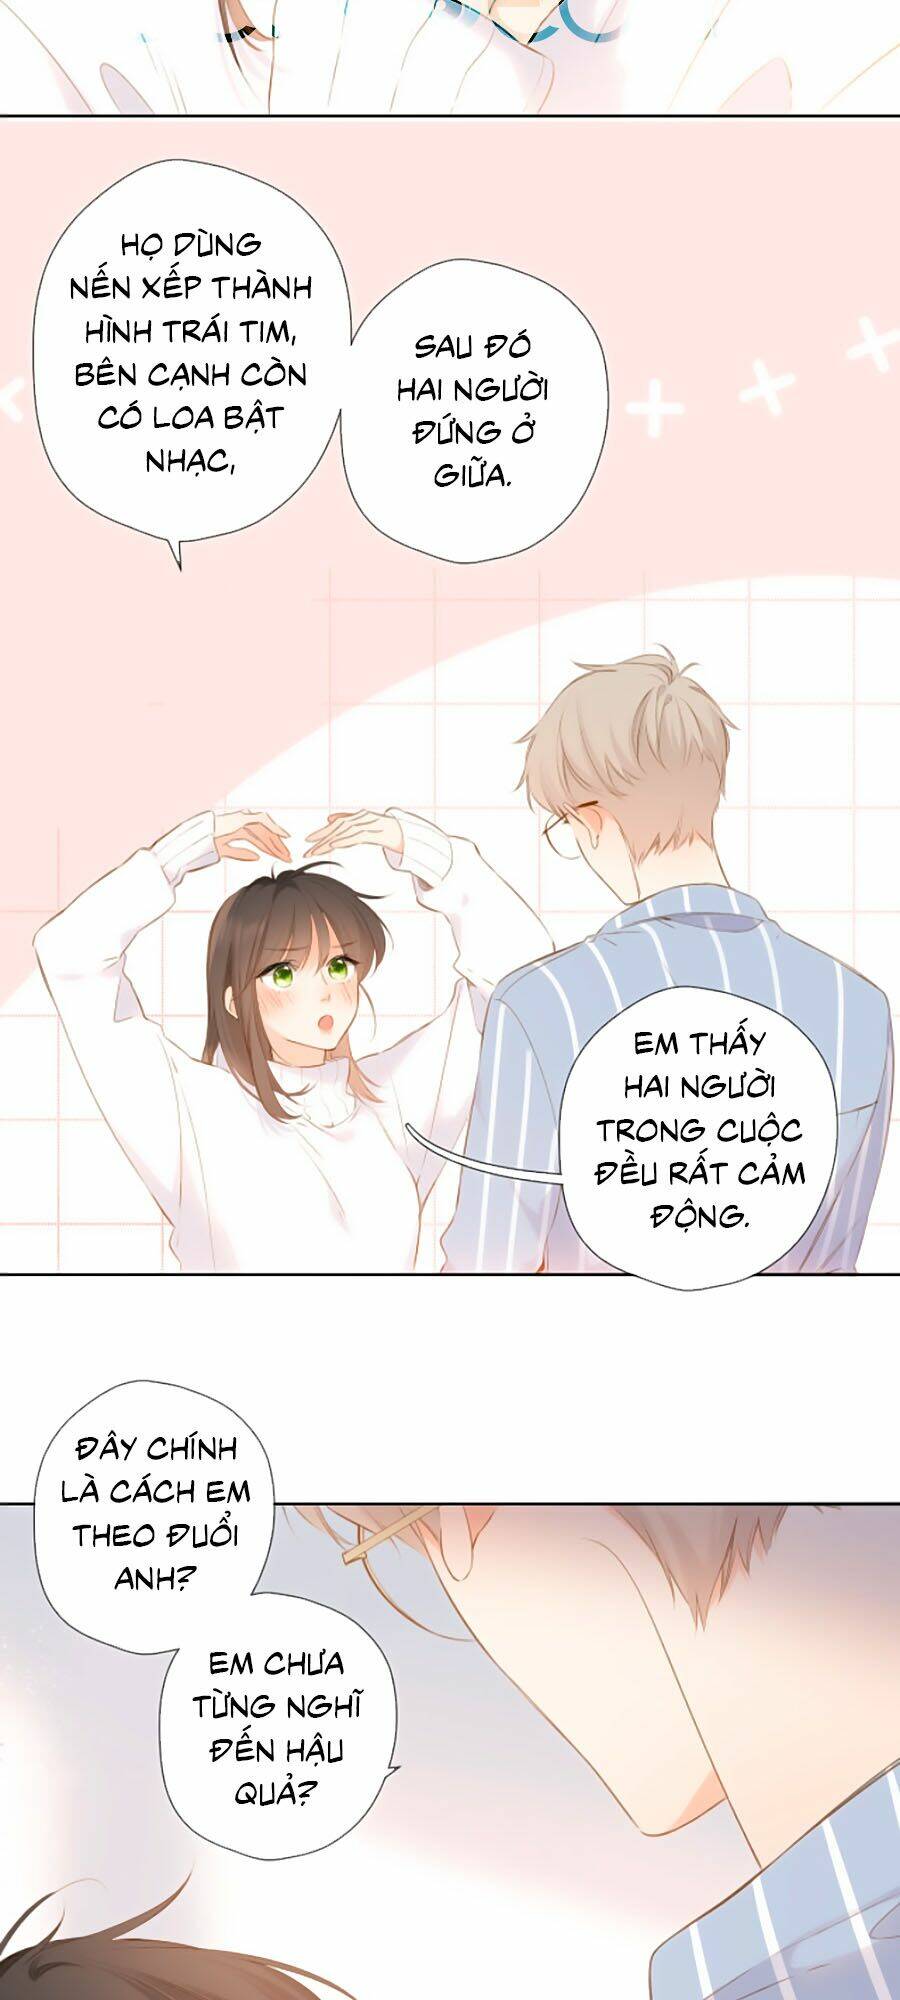 HỌ DÙNG
NẾN XẾP THÀNH
HÌNH TRÁI TIM,
BÊN CẠNH CÒN
CÓ LOA BẬT
NHẠC,
SAU ĐÓ
HAI NGƯỜI
ĐỨNG Ở
GIỮA.
EM THẤY
HAI NGƯỜI
TRONG CUỘC
ĐỀU RẤT CẢM
ĐỘNG.
ĐÂY CHÍNH
LÀ CÁCH EM
THEO ĐUỔI
ANH?
EM CHƯA
TỪNG NGHĨ
ĐẾN HẬU
QUẢ?